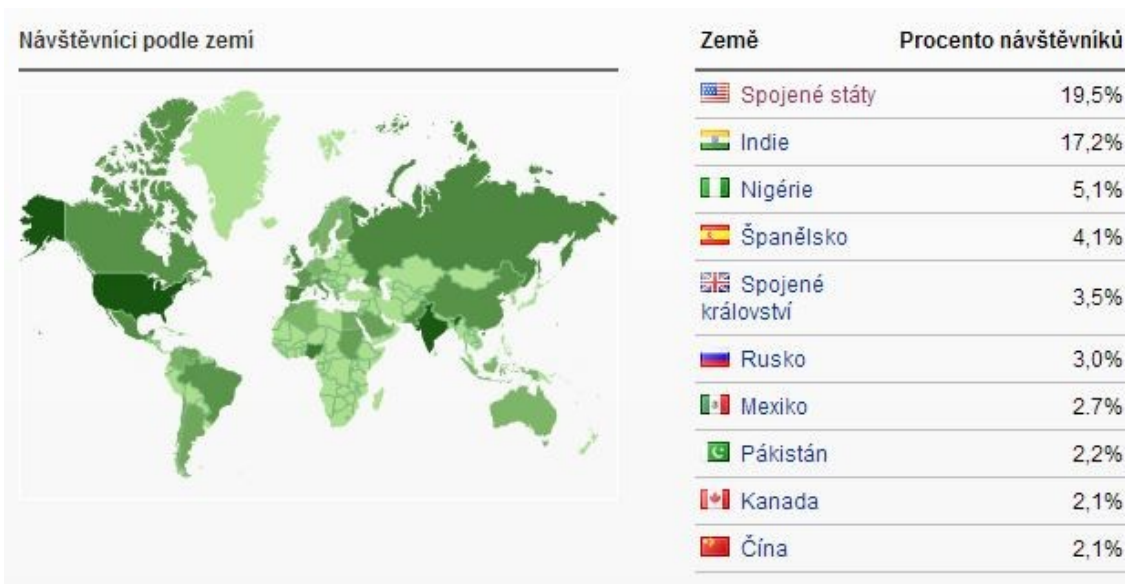 Návštěvníci podle zemí
Země Procento návštěvníků
Spojené státy 19,5%
Indie 17,2%
Nigérie 5,1%
Španělsko 4,1%
Spojené
království 3,5%
Rusko 3,0%
Mexiko 2.7%
Pákistán 2,2%
Kanada 2,1%
Čína 2,1%